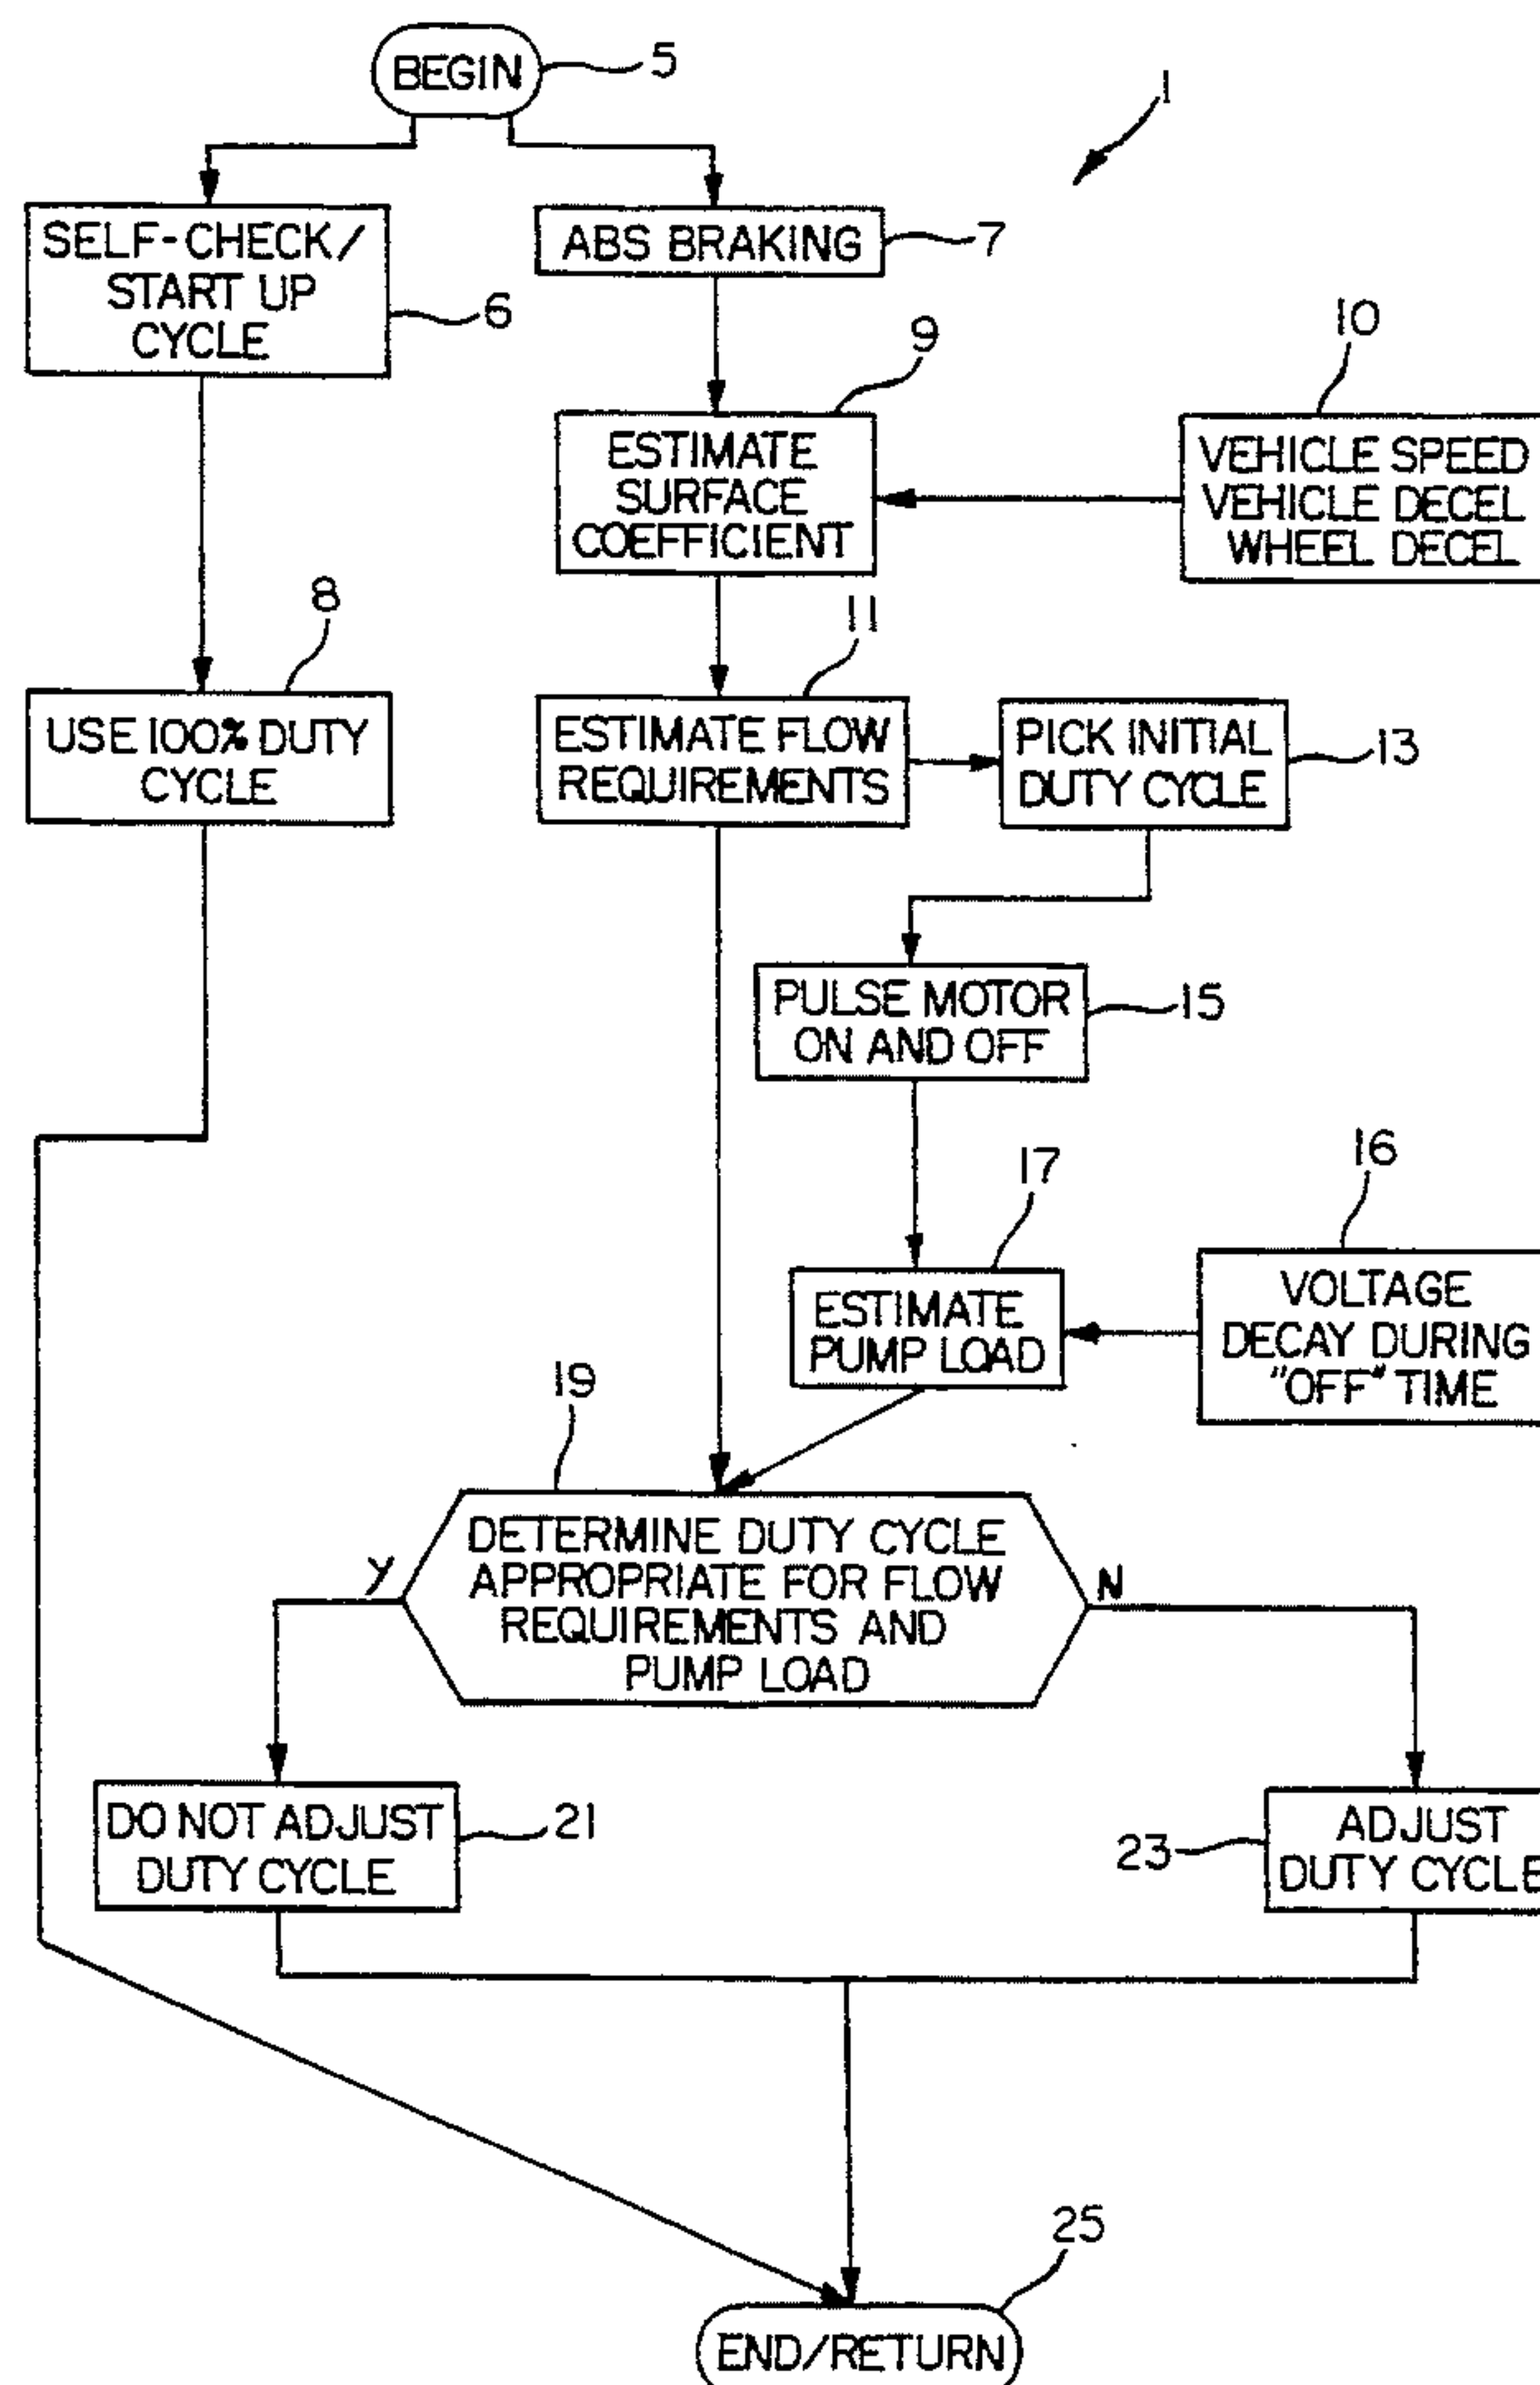 BEGIN
5
1
SELF-CHECK/
START UP
CYCLE
6
ABS BRAKING
7
9
10
ESTIMATE
SURFACE
COEFFICIENT
VEHICLE SPEED
VEHICLE DECEL
WHEEL DECEL
8
11
USE 100% DUTY
CYCLE
ESTIMATE FLOW
REQUIREMENTS
PICK INITIAL
DUTY CYCLE
13
PULSE MOTOR
ON AND OFF
15
17
16
ESTIMATE
PUMP LOAD
VOLTAGE
DECAY DURING
"OFF" TIME
19
DETERMINE DUTY CYCLE
APPROPRIATE FOR FLOW
REQUIREMENTS AND
PUMP LOAD
Y
N
DO NOT ADJUST
DUTY CYCLE
21
23
ADJUST
DUTY CYCLE
25
END/RETURN